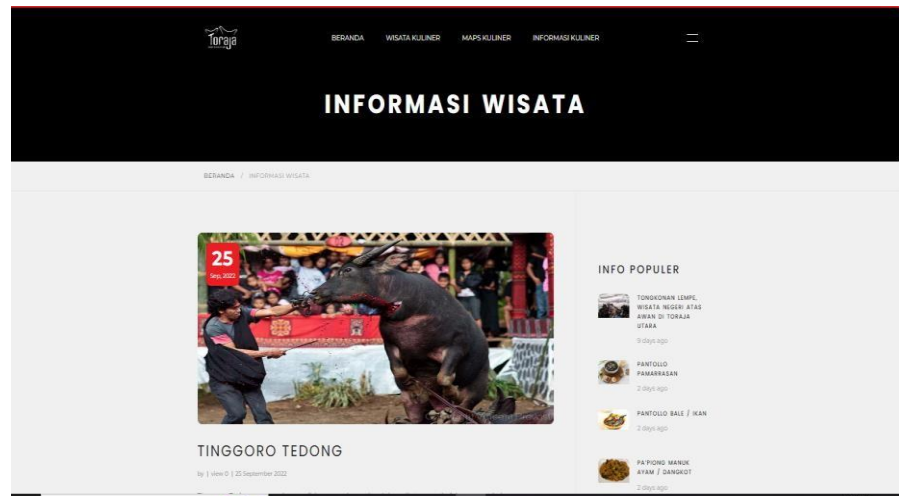 Toraja
BERANDA WISATA KULINER MAPS KULINER INFORMASI KULINER
INFORMASI WISATA
BERANDA / INFORMASI WISATA
25
Sep, 2022
TINGGORO TEDONG
by | view 0 | 25 September 2022
INFO POPULER
TONGKONAN LEMPE,
WISATA NEGERI ATAS
AWAN DI TORAJA
UTARA
9 days ago
PANTOLLO
PAMARRASAN
2 days ago
PANTOLLO BALE / IKAN
2 days ago
PA'PIONG MANUK
AYAM / DANGKOT
2 days ago